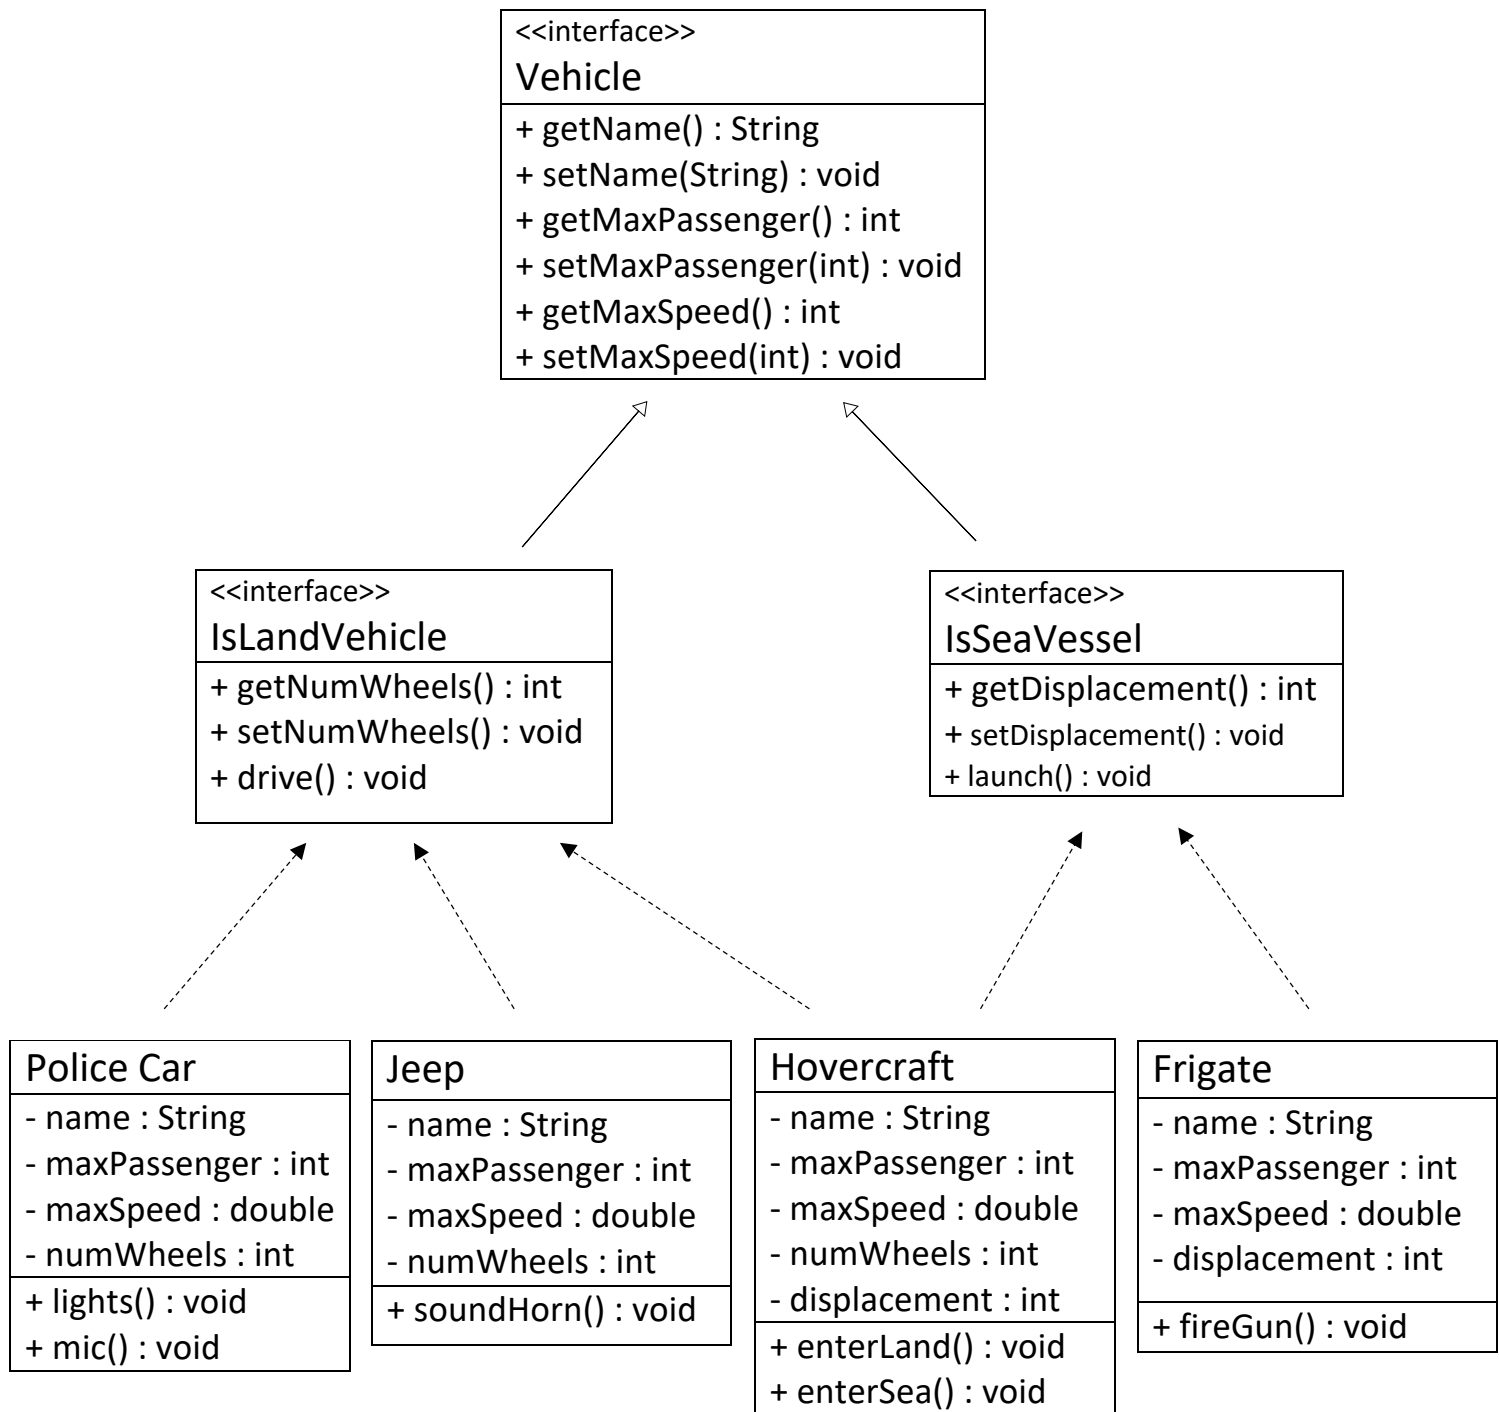 <<interface>>
Vehicle
+ getName() : String
+ setName(String) : void
+ getMaxPassenger() : int
+ setMaxPassenger(int) : void
+ getMaxSpeed() : int
+ setMaxSpeed(int) : void
<<interface>>
IsLandVehicle
+ getNumWheels() : int
+ setNumWheels() : void
+ drive() : void
<<interface>>
IsSeaVessel
+ getDisplacement() : int
+ setDisplacement() : void
+ launch() : void
Police Car
- name : String
- maxPassenger : int
- maxSpeed : double
- numWheels : int
+ lights() : void
+ mic() : void
Jeep
- name : String
- maxPassenger : int
- maxSpeed : double
- numWheels : int
+ soundHorn() : void
Hovercraft
- name : String
- maxPassenger : int
- maxSpeed : double
- numWheels : int
- displacement : int
+ enterLand() : void
+ enterSea() : void
Frigate
- name : String
- maxPassenger : int
- maxSpeed : double
- displacement : int
+ fireGun() : void